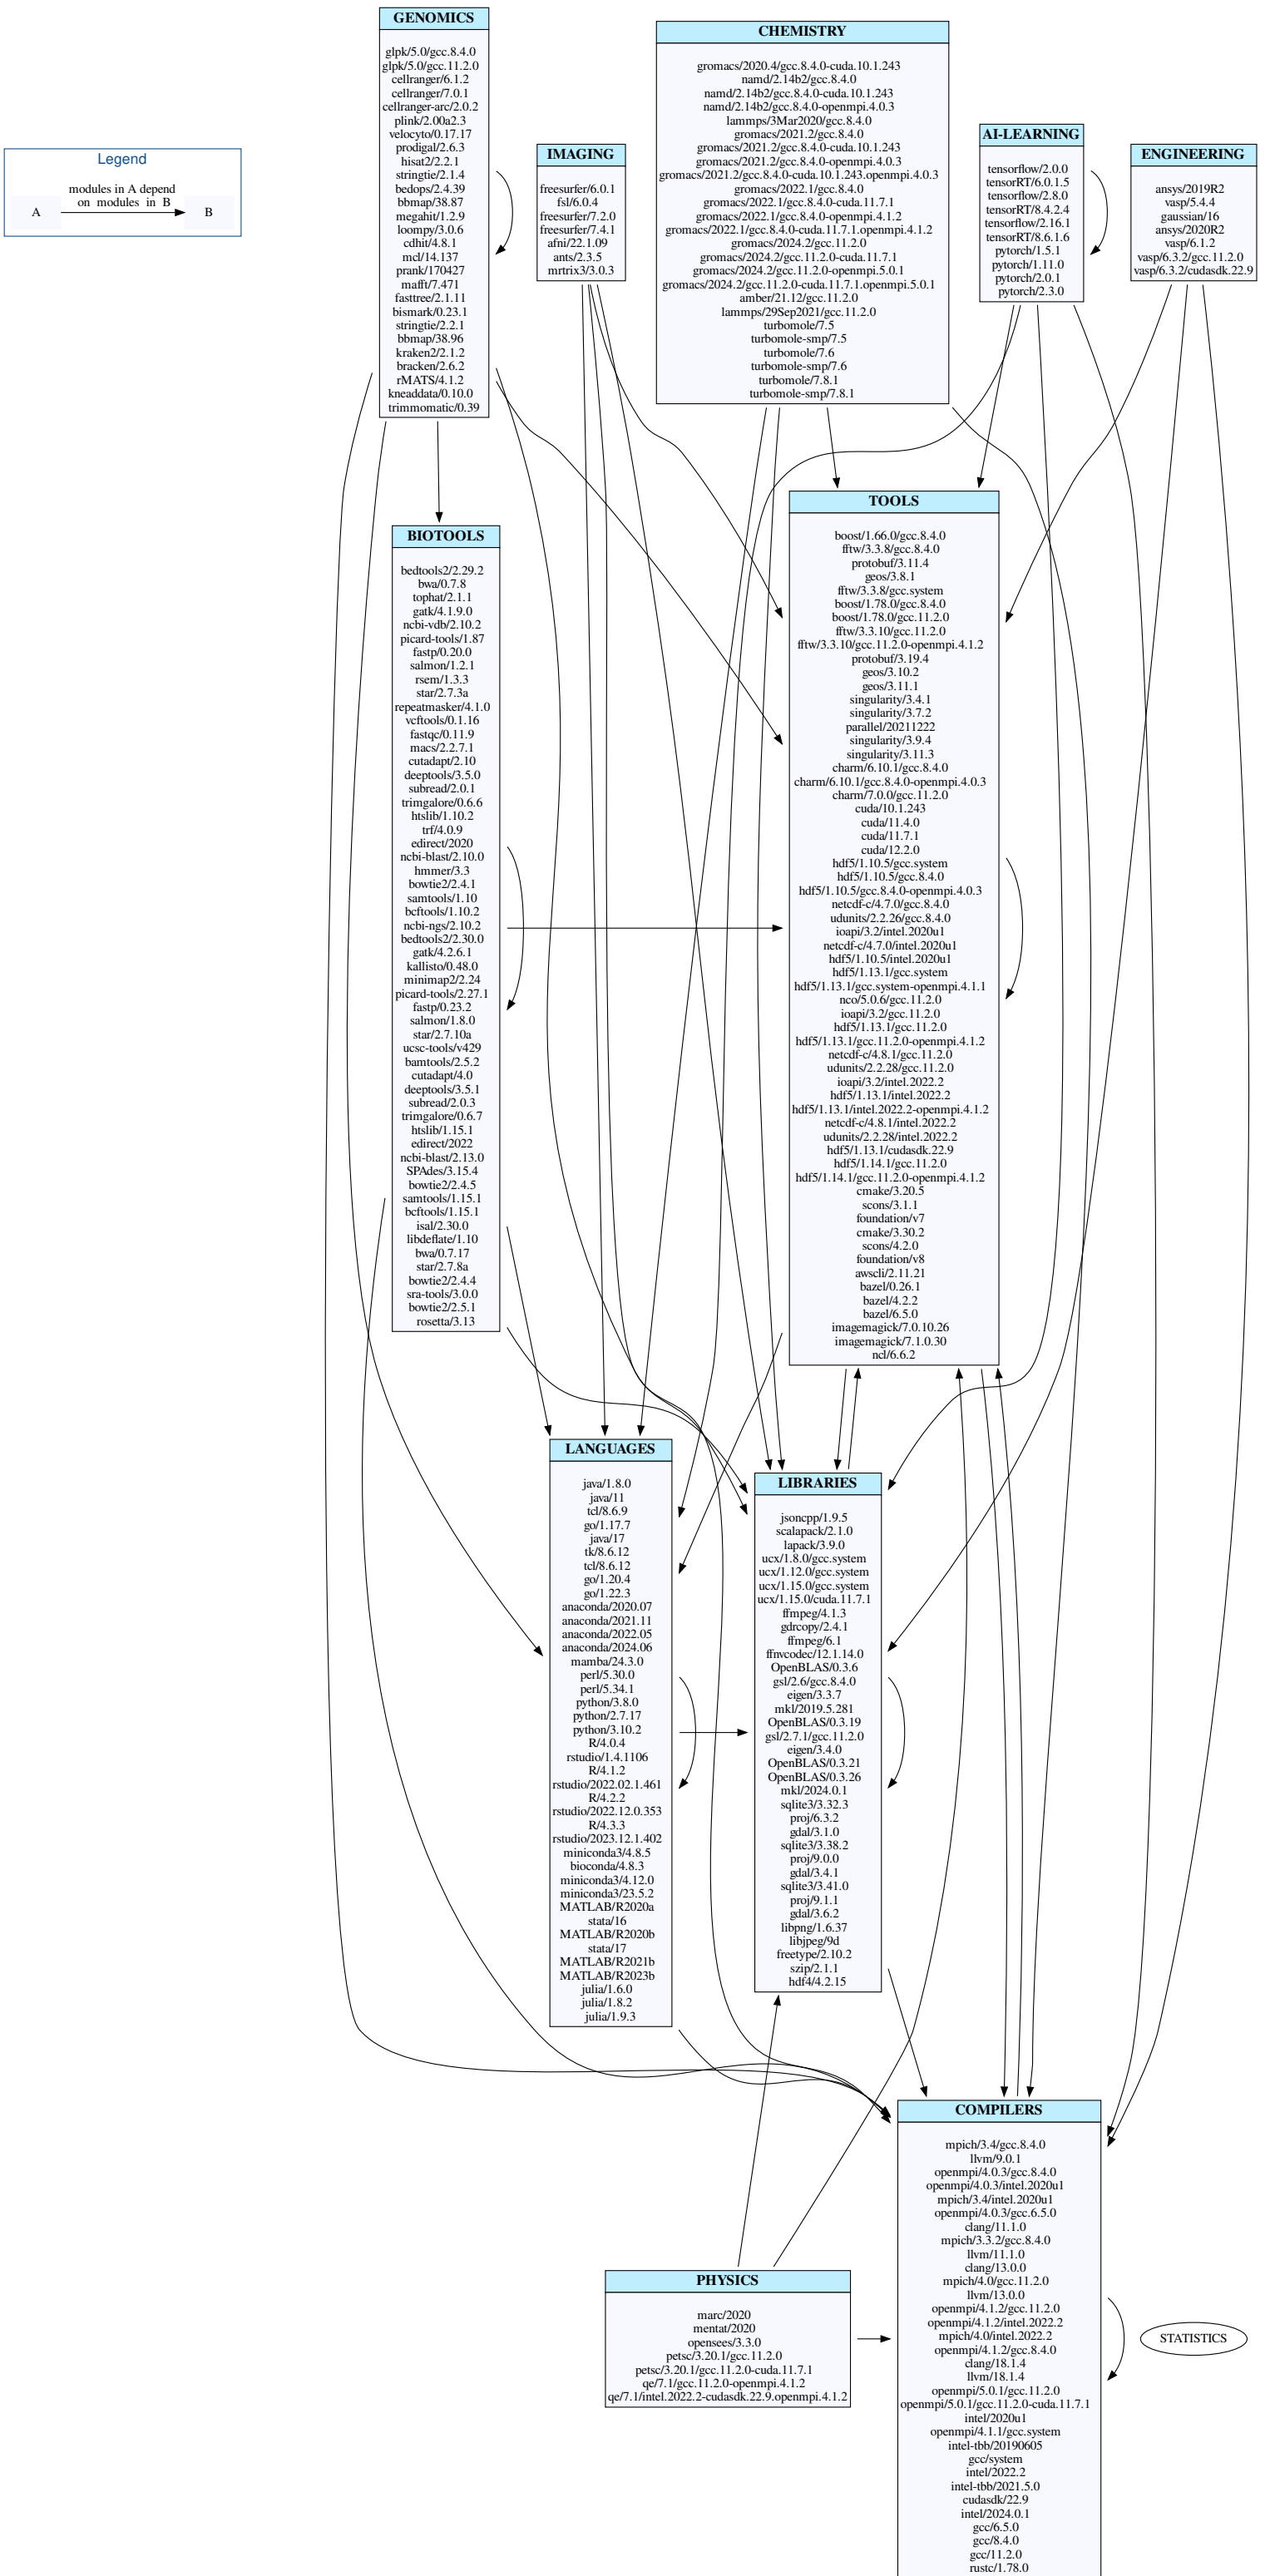 GENOMICS
glpk/5.0/gcc.8.4.0
glpk/5.0/gcc.11.2.0
cellranger/6.1.2
cellranger/7.0.1
cellranger-arc/2.0.2
plink/2.00a2.3
velocyto/0.17.17
prodigal/2.6.3
hisat2/2.2.1
stringtie/2.1.4
bedops/2.4.39
bbmap/38.87
megahit/1.2.9
loompy/3.0.6
cdhit/4.8.1
mcl/14.137
prank/170427
mafft/7.471
fasttree/2.1.11
bismark/0.23.1
stringtie/2.2.1
bbmap/38.96
kraken2/2.1.2
bracken/2.6.2
rMATS/4.1.2
kneaddata/0.10.0
trimmomatic/0.39
CHEMISTRY
gromacs/2020.4/gcc.8.4.0-cuda.10.1.243
namd/2.14b2/gcc.8.4.0
namd/2.14b2/gcc.8.4.0-cuda.10.1.243
namd/2.14b2/gcc.8.4.0-openmpi.4.0.3
lammps/3Mar2020/gcc.8.4.0
gromacs/2021.2/gcc.8.4.0
gromacs/2021.2/gcc.8.4.0-cuda.10.1.243
gromacs/2021.2/gcc.8.4.0-openmpi.4.0.3
gromacs/2021.2/gcc.8.4.0-cuda.10.1.243.openmpi.4.0.3
gromacs/2022.1/gcc.8.4.0
gromacs/2022.1/gcc.8.4.0-cuda.11.7.1
gromacs/2022.1/gcc.8.4.0-openmpi.4.1.2
gromacs/2022.1/gcc.8.4.0-cuda.11.7.1.openmpi.4.1.2
gromacs/2024.2/gcc.11.2.0
gromacs/2024.2/gcc.11.2.0-cuda.11.7.1
gromacs/2024.2/gcc.11.2.0-openmpi.5.0.1
gromacs/2024.2/gcc.11.2.0-cuda.11.7.1.openmpi.5.0.1
amber/21.12/gcc.11.2.0
lammps/29Sep2021/gcc.11.2.0
turbomole/7.5
turbomole-smp/7.5
turbomole/7.6
turbomole-smp/7.6
turbomole/7.8.1
turbomole-smp/7.8.1
AI-LEARNING
tensorflow/2.0.0
tensorRT/6.0.1.5
tensorflow/2.8.0
tensorRT/8.4.2.4
tensorflow/2.16.1
tensorRT/8.6.1.6
pytorch/1.5.1
pytorch/1.11.0
pytorch/2.0.1
pytorch/2.3.0
IMAGING
freesurfer/6.0.1
fsl/6.0.4
freesurfer/7.2.0
freesurfer/7.4.1
afni/22.1.09
ants/2.3.5
mrtrix3/3.0.3
ENGINEERING
ansys/2019R2
vasp/5.4.4
gaussian/16
ansys/2020R2
vasp/6.1.2
vasp/6.3.2/gcc.11.2.0
vasp/6.3.2/cudasdk.22.9
Legend
modules in A depend
on modules in B
A
B
TOOLS
boost/1.66.0/gcc.8.4.0
fftw/3.3.8/gcc.8.4.0
protobuf/3.11.4
geos/3.8.1
fftw/3.3.8/gcc.system
boost/1.78.0/gcc.8.4.0
boost/1.78.0/gcc.11.2.0
fftw/3.3.10/gcc.11.2.0
fftw/3.3.10/gcc.11.2.0-openmpi.4.1.2
protobuf/3.19.4
geos/3.10.2
geos/3.11.1
singularity/3.4.1
singularity/3.7.2
parallel/20211222
singularity/3.9.4
singularity/3.11.3
charm/6.10.1/gcc.8.4.0
charm/6.10.1/gcc.8.4.0-openmpi.4.0.3
charm/7.0.0/gcc.11.2.0
cuda/10.1.243
cuda/11.4.0
cuda/11.7.1
cuda/12.2.0
hdf5/1.10.5/gcc.system
hdf5/1.10.5/gcc.8.4.0
hdf5/1.10.5/gcc.8.4.0-openmpi.4.0.3
netcdf-c/4.7.0/gcc.8.4.0
udunits/2.2.26/gcc.8.4.0
ioapi/3.2/intel.2020u1
netcdf-c/4.7.0/intel.2020u1
hdf5/1.10.5/intel.2020u1
hdf5/1.13.1/gcc.system
hdf5/1.13.1/gcc.system-openmpi.4.1.1
nco/5.0.6/gcc.11.2.0
ioapi/3.2/gcc.11.2.0
hdf5/1.13.1/gcc.11.2.0
hdf5/1.13.1/gcc.11.2.0-openmpi.4.1.2
netcdf-c/4.8.1/gcc.11.2.0
udunits/2.2.28/gcc.11.2.0
ioapi/3.2/intel.2022.2
hdf5/1.13.1/intel.2022.2
hdf5/1.13.1/intel.2022.2-openmpi.4.1.2
netcdf-c/4.8.1/intel.2022.2
udunits/2.2.28/intel.2022.2
hdf5/1.13.1/cudasdk.22.9
hdf5/1.14.1/gcc.11.2.0
hdf5/1.14.1/gcc.11.2.0-openmpi.4.1.2
cmake/3.20.5
scons/3.1.1
foundation/v7
cmake/3.30.2
scons/4.2.0
foundation/v8
awscli/2.11.21
bazel/0.26.1
bazel/4.2.2
bazel/6.5.0
imagemagick/7.0.10.26
imagemagick/7.1.0.30
ncl/6.6.2
BIOTOOLS
bedtools2/2.29.2
bwa/0.7.8
tophat/2.1.1
gatk/4.1.9.0
ncbi-vdb/2.10.2
picard-tools/1.87
fastp/0.20.0
salmon/1.2.1
rsem/1.3.3
star/2.7.3a
repeatmasker/4.1.0
vcftools/0.1.16
fastqc/0.11.9
macs/2.2.7.1
cutadapt/2.10
deeptools/3.5.0
subread/2.0.1
trimgalore/0.6.6
htslib/1.10.2
trf/4.0.9
edirect/2020
ncbi-blast/2.10.0
hmmer/3.3
bowtie2/2.4.1
samtools/1.10
bcftools/1.10.2
ncbi-ngs/2.10.2
bedtools2/2.30.0
gatk/4.2.6.1
kallisto/0.48.0
minimap2/2.24
picard-tools/2.27.1
fastp/0.23.2
salmon/1.8.0
star/2.7.10a
ucsc-tools/v429
bamtools/2.5.2
cutadapt/4.0
deeptools/3.5.1
subread/2.0.3
trimgalore/0.6.7
htslib/1.15.1
edirect/2022
ncbi-blast/2.13.0
SPAdes/3.15.4
bowtie2/2.4.5
samtools/1.15.1
bcftools/1.15.1
isal/2.30.0
libdeflate/1.10
bwa/0.7.17
star/2.7.8a
bowtie2/2.4.4
sra-tools/3.0.0
bowtie2/2.5.1
rosetta/3.13
LANGUAGES
java/1.8.0
java/11
tcl/8.6.9
go/1.17.7
java/17
tk/8.6.12
tcl/8.6.12
go/1.20.4
go/1.22.3
anaconda/2020.07
anaconda/2021.11
anaconda/2022.05
anaconda/2024.06
mamba/24.3.0
perl/5.30.0
perl/5.34.1
python/3.8.0
python/2.7.17
python/3.10.2
R/4.0.4
rstudio/1.4.1106
R/4.1.2
rstudio/2022.02.1.461
R/4.2.2
rstudio/2022.12.0.353
R/4.3.3
rstudio/2023.12.1.402
miniconda3/4.8.5
bioconda/4.8.3
miniconda3/4.12.0
miniconda3/23.5.2
MATLAB/R2020a
stata/16
MATLAB/R2020b
stata/17
MATLAB/R2021b
MATLAB/R2023b
julia/1.6.0
julia/1.8.2
julia/1.9.3
LIBRARIES
jsoncpp/1.9.5
scalapack/2.1.0
lapack/3.9.0
ucx/1.8.0/gcc.system
ucx/1.12.0/gcc.system
ucx/1.15.0/gcc.system
ucx/1.15.0/cuda.11.7.1
ffmpeg/4.1.3
gdrcopy/2.4.1
ffmpeg/6.1
ffnvcodec/12.1.14.0
OpenBLAS/0.3.6
gsl/2.6/gcc.8.4.0
eigen/3.3.7
mkl/2019.5.281
OpenBLAS/0.3.19
gsl/2.7.1/gcc.11.2.0
eigen/3.4.0
OpenBLAS/0.3.21
OpenBLAS/0.3.26
mkl/2024.0.1
sqlite3/3.32.3
proj/6.3.2
gdal/3.1.0
sqlite3/3.38.2
proj/9.0.0
gdal/3.4.1
sqlite3/3.41.0
proj/9.1.1
gdal/3.6.2
libpng/1.6.37
libjpeg/9d
freetype/2.10.2
szip/2.1.1
hdf4/4.2.15
COMPILERS
mpich/3.4/gcc.8.4.0
llvm/9.0.1
openmpi/4.0.3/gcc.8.4.0
openmpi/4.0.3/intel.2020u1
mpich/3.4/intel.2020u1
openmpi/4.0.3/gcc.6.5.0
clang/11.1.0
mpich/3.3.2/gcc.8.4.0
llvm/11.1.0
clang/13.0.0
mpich/4.0/gcc.11.2.0
llvm/13.0.0
openmpi/4.1.2/gcc.11.2.0
openmpi/4.1.2/intel.2022.2
mpich/4.0/intel.2022.2
openmpi/4.1.2/gcc.8.4.0
clang/18.1.4
llvm/18.1.4
openmpi/5.0.1/gcc.11.2.0
openmpi/5.0.1/gcc.11.2.0-cuda.11.7.1
intel/2020u1
openmpi/4.1.1/gcc.system
intel-tbb/20190605
gcc/system
intel/2022.2
intel-tbb/2021.5.0
cudasdk/22.9
intel/2024.0.1
gcc/6.5.0
gcc/8.4.0
gcc/11.2.0
rustc/1.78.0
PHYSICS
marc/2020
mentat/2020
opensees/3.3.0
petsc/3.20.1/gcc.11.2.0
petsc/3.20.1/gcc.11.2.0-cuda.11.7.1
qe/7.1/gcc.11.2.0-openmpi.4.1.2
qe/7.1/intel.2022.2-cudasdk.22.9.openmpi.4.1.2
STATISTICS